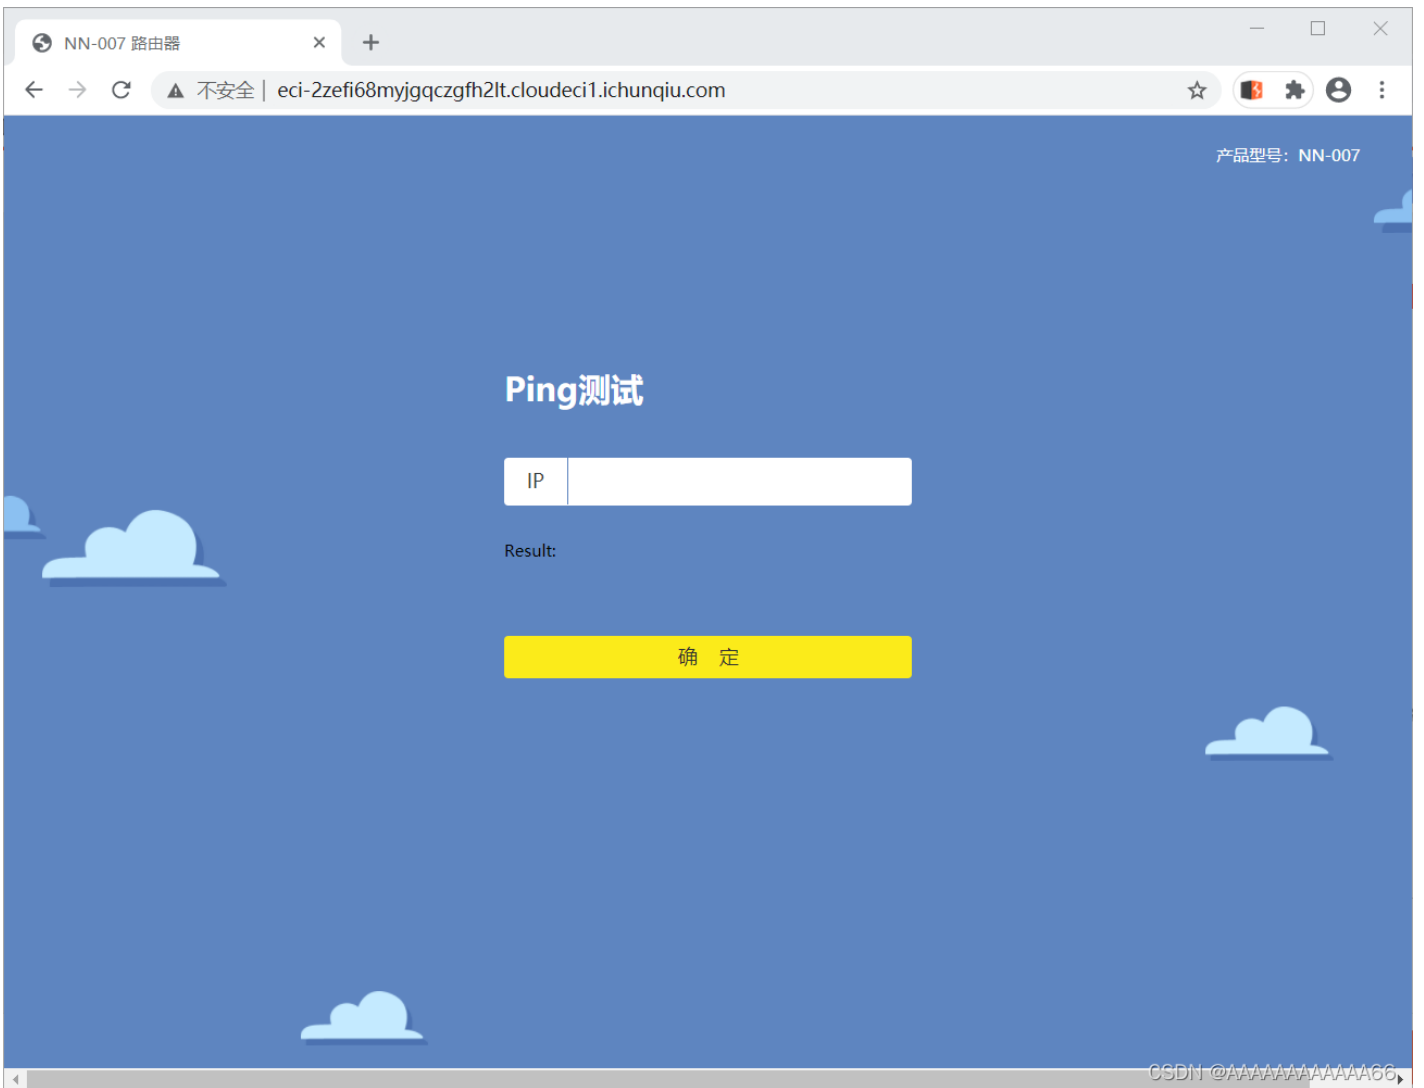 NN-007 路由器
不安全 | eci-2zefi68myjgqczgfh2lt.cloudeci1.ichunqiu.com
产品型号：NN-007
Ping测试
IP
Result:
确 定
CSDN @AAAAAAAAAAAA66